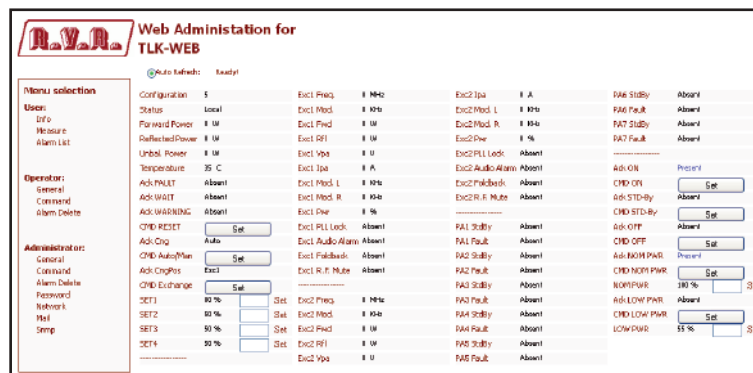 R.V.R.
Web Administation for
TLK-WEB
Auto Refresh: Ready!
Menu selection
User:
Info
Measure
Alarm List
Operator:
General
Command
Alarm Delete
Administrator:
General
Command
Alarm Delete
Password
Network
Mail
Snmp
Configuration 5
Status Local
Forward Power W
Reflected Power W
Unbal. Power W
Temperature 35 C
Ack FAULT Absent
Ack WAIT Absent
Ack WARNING Absent
CMD RESET Set
Ack Cng Auto
CMD Auto/Man Set
Ack CngPos Exc1
CMD Exchange Set
SET1 % Set
SET2 % Set
SET3 50 % Set
SET4 50 % Set
----------------
Exc1 Freq. MHz
Exc1 Mod. KHz
Exc1 Fwd W
Exc1 Rfl W
Exc1 Vpa V
Exc1 Ipa A
Exc1 Mod. L KHz
Exc1 Mod. R KHz
Exc1 Pwr %
Exc1 PLL Lock Absent
Exc1 Audio Alarm Absent
Exc1 Foldback Absent
Exc1 R.F. Mute Absent
----------------
Exc2 Freq. MHz
Exc2 Mod. KHz
Exc2 Fwd W
Exc2 Rfl W
Exc2 Vpa V
Exc2 Ipa A
Exc2 Mod. L KHz
Exc2 Mod. R KHz
Exc2 Pwr %
Exc2 PLL Lock Absent
Exc2 Audio Alarm Absent
Exc2 Foldback Absent
Exc2 R.F. Mute Absent
----------------
PA1 StdBy Absent
PA1 Fault Absent
PA2 StdBy Absent
PA2 Fault Absent
PA3 StdBy Absent
PA3 Fault Absent
PA4 StdBy Absent
PA4 Fault Absent
PA5 StdBy Absent
PA5 Fault Absent
PA6 StdBy Absent
PA6 Fault Absent
PA7 StdBy Absent
PA7 Fault Absent
----------------
Ack ON Present
CMD ON Set
Ack STD-By Absent
CMD STD-By Set
Ack OFF Absent
CMD OFF Set
Ack NOM PWR Present
CMD NOM PWR Set
NOM PWR 100 % S
Ack LOW PWR Absent
CMD LOW PWR Set
LOW PWR 55 % S